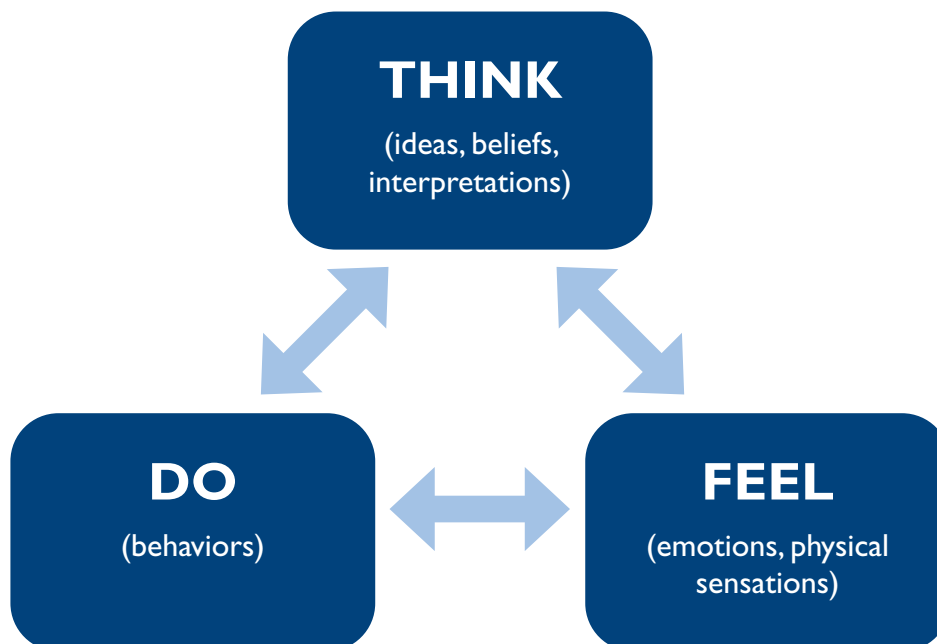 THINK
(ideas, beliefs,
interpretations)
DO
(behaviors)
FEEL
(emotions, physical
sensations)